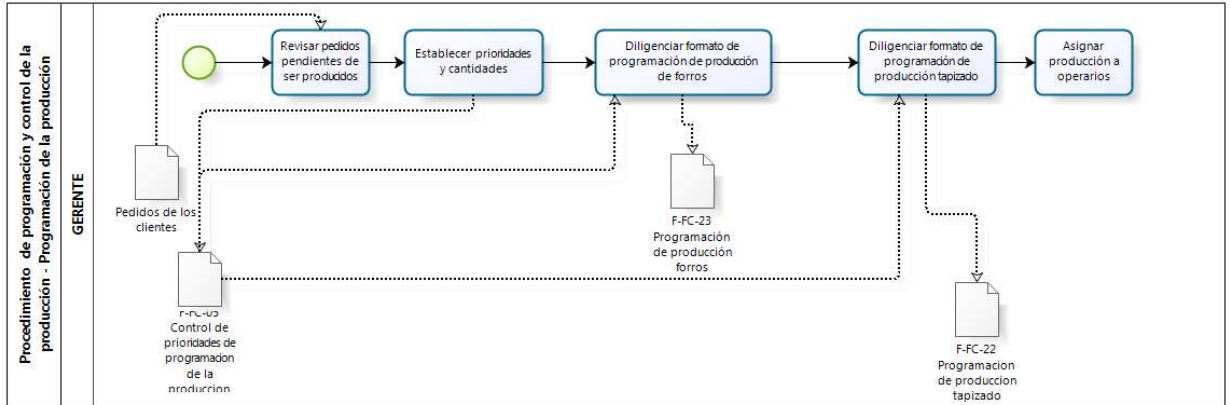 Procedimiento de programación y control de la
producción - Programación de la producción
GERENTE
Revisar pedidos
pendientes de
ser producidos
Establecer prioridades
y cantidades
Diligenciar formato de
programación de producción
de forros
Diligenciar formato de
programación de
producción tapizado
Asignar
producción a
operarios
Pedidos de los
clientes
F-FC-23
Programación
de producción
forros
F-FC-05
Control de
prioridades de
programacion
de la
produccion
F-FC-22
Programacion
de produccion
tapizado